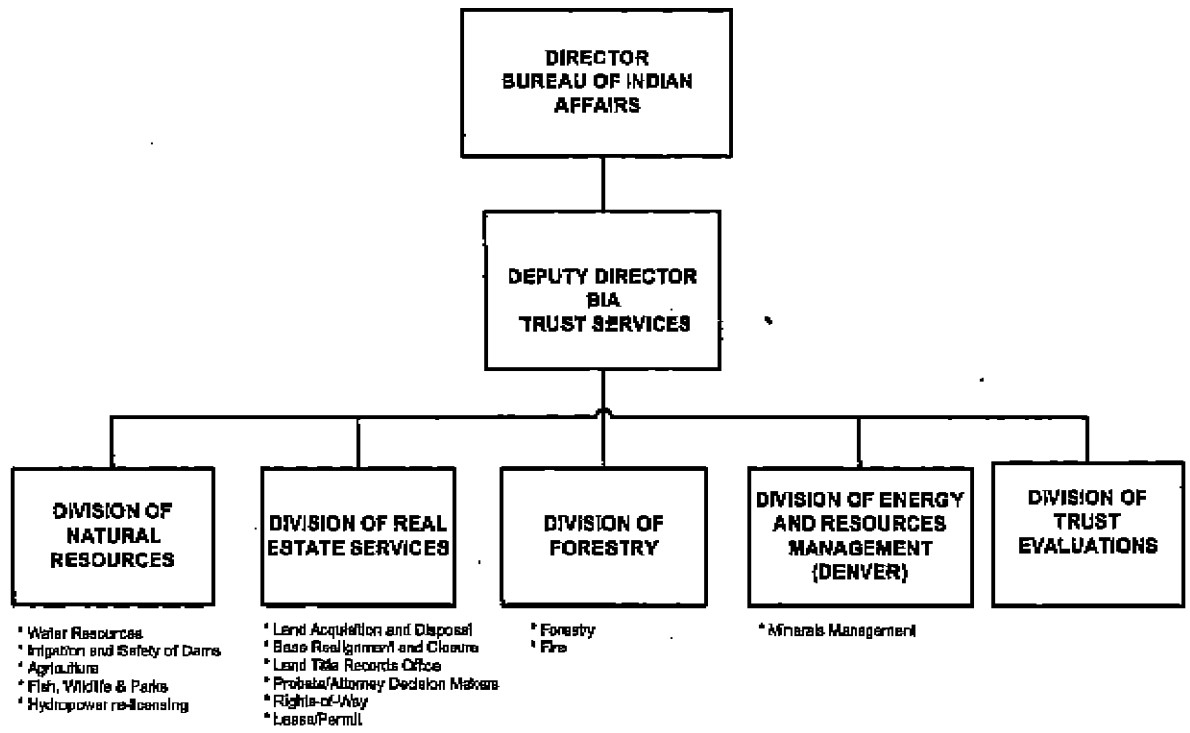 DIRECTOR
BUREAU OF INDIAN
AFFAIRS
DEPUTY DIRECTOR
BIA
TRUST SERVICES
DIVISION OF
NATURAL
RESOURCES
DIVISION OF REAL
ESTATE SERVICES
DIVISION OF
FORESTRY
DIVISION OF ENERGY
AND RESOURCES
MANAGEMENT
(DENVER)
DIVISION OF
TRUST
EVALUATIONS
* Water Resources
* Irrigation and Safety of Dams
* Agriculture
* Fish, Wildlife & Parks
* Hydropower re-licensing
* Land Acquisition and Disposal
* Base Realignment and Closure
* Land Title Records Office
* Probate/Attorney Decision Makers
* Rights-of-Way
* Lease/Permit
* Forestry
* Fire
* Minerals Management